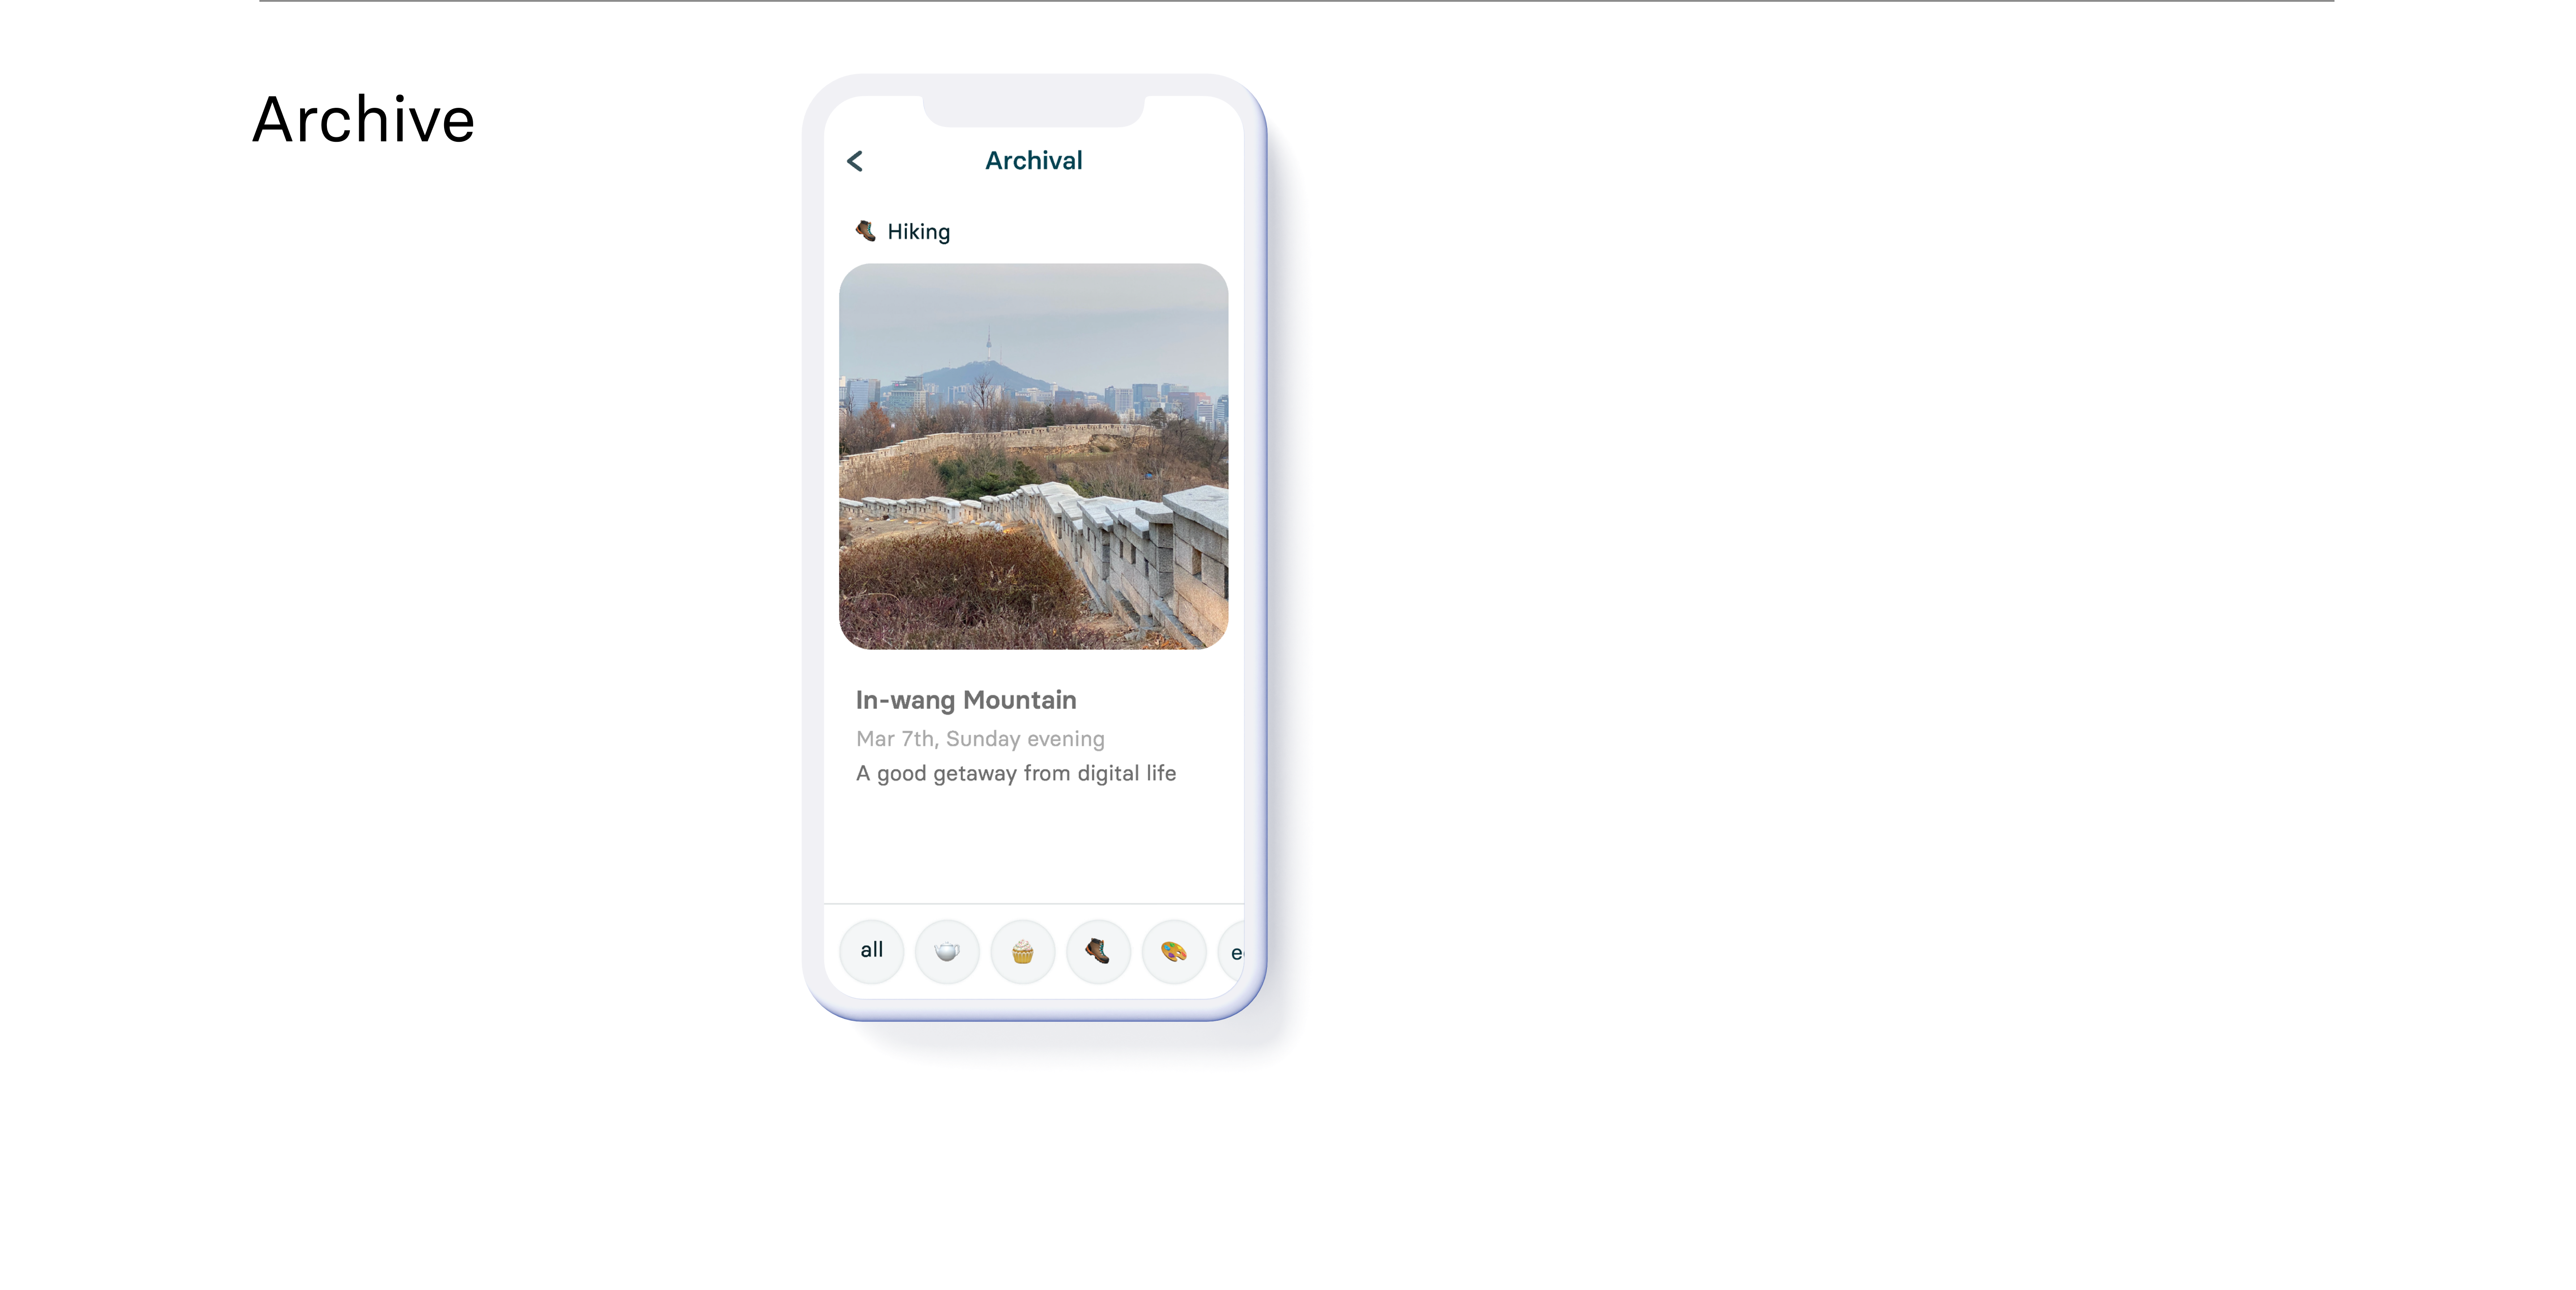 Archive
Archival
Hiking
In-wang Mountain
Mar 7th, Sunday evening
A good getaway from digital life
all